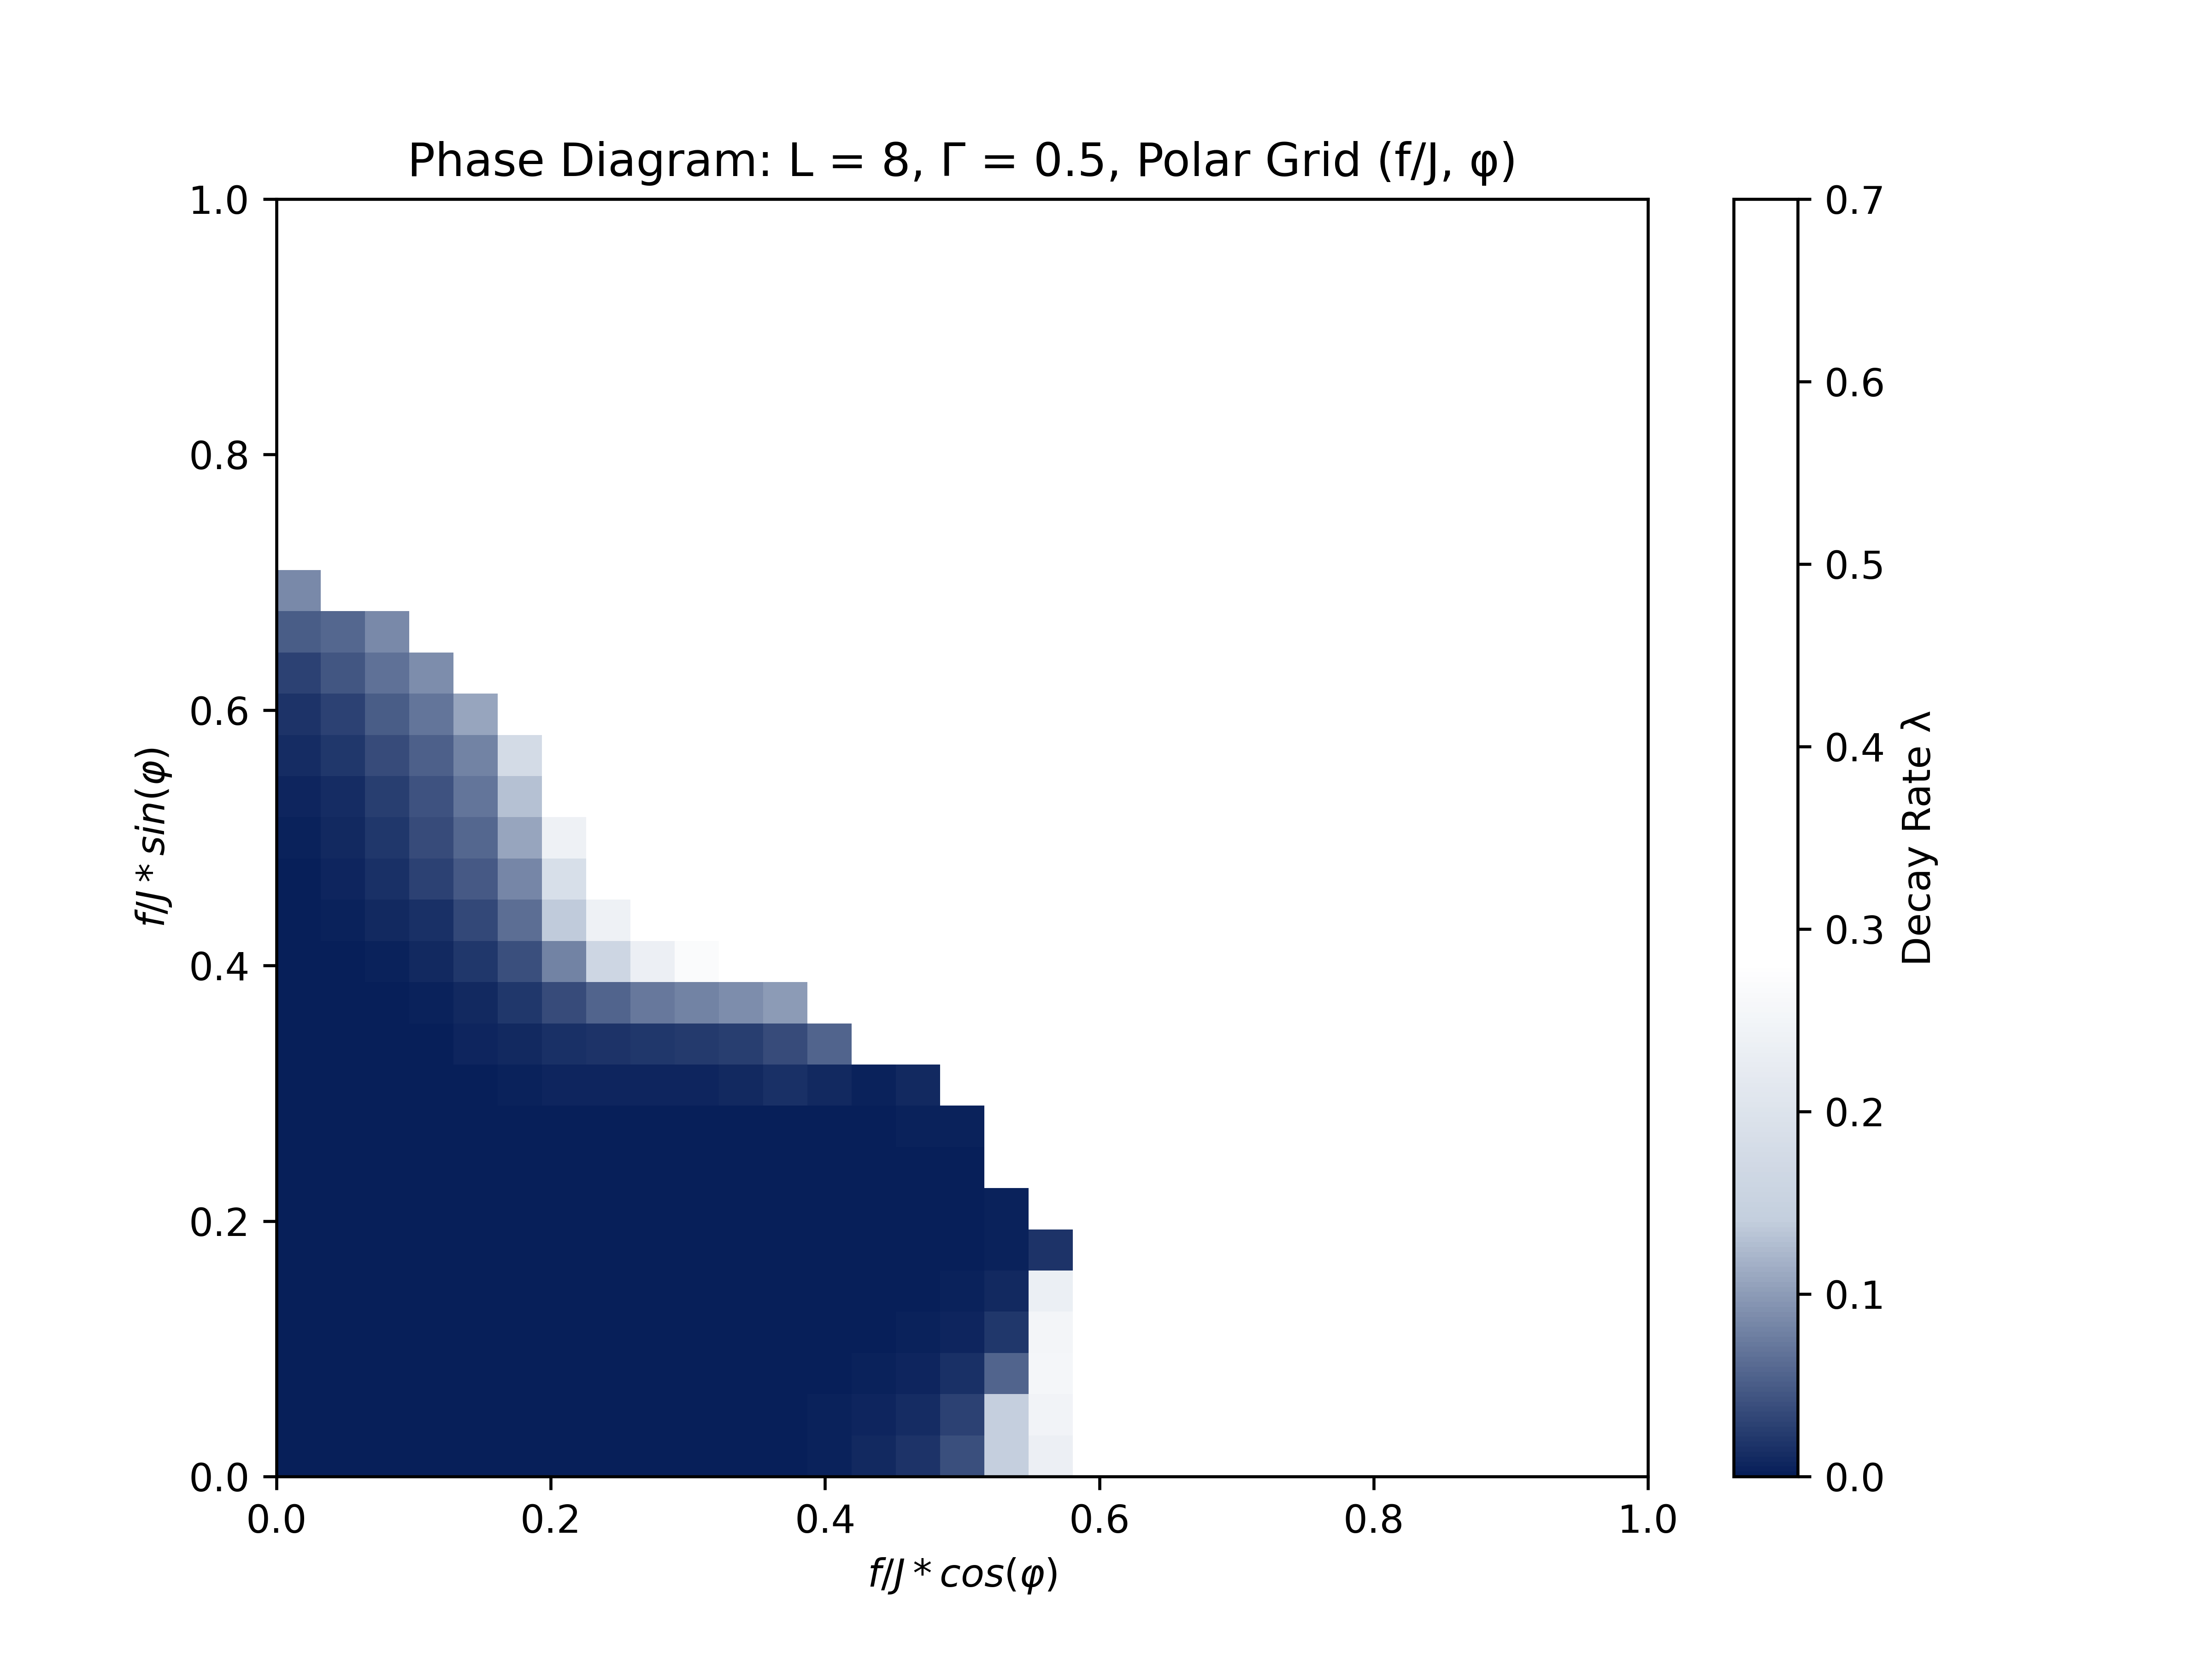 Phase Diagram: L = 8, Γ = 0.5, Polar Grid (f/J, φ)
1.0
0.8
0.6
0.4
0.2
0.0
f/J * sin(φ)
0.0 0.2 0.4 0.6 0.8 1.0
f/J * cos(φ)
0.7
0.6
0.5
0.4
0.3
0.2
0.1
0.0
Decay Rate λ